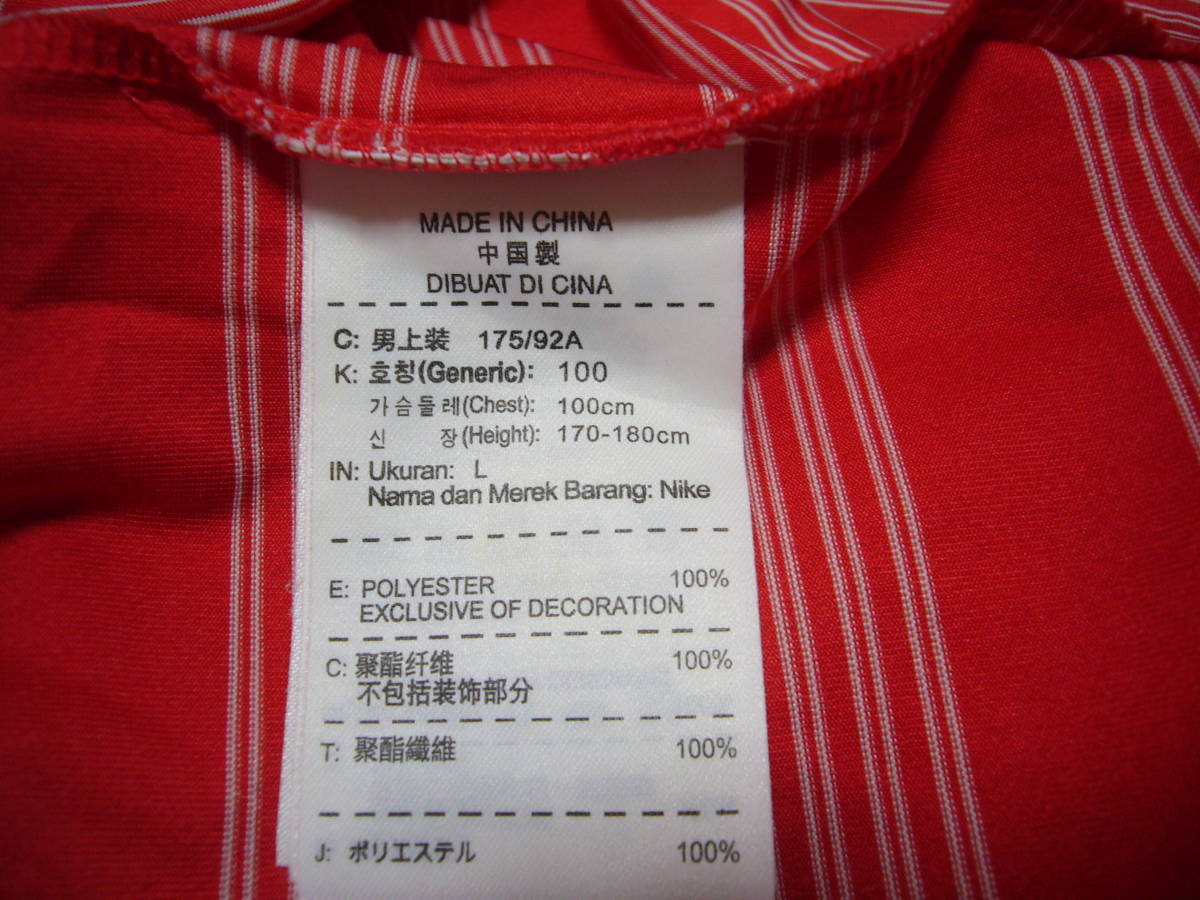 MADE IN CHINA
中国製
DIBUAT DI CINA
C: 男上装 175/92A
K: 호칭(Generic): 100
가슴둘레(Chest): 100cm
신 장(Height): 170-180cm
IN: Ukuran: L
Nama dan Merek Barang: Nike
E: POLYESTER 100%
EXCLUSIVE OF DECORATION
C: 聚酯纤维 100%
不包括装饰部分
T: 聚酯纖維 100%
J: ポリエステル 100%